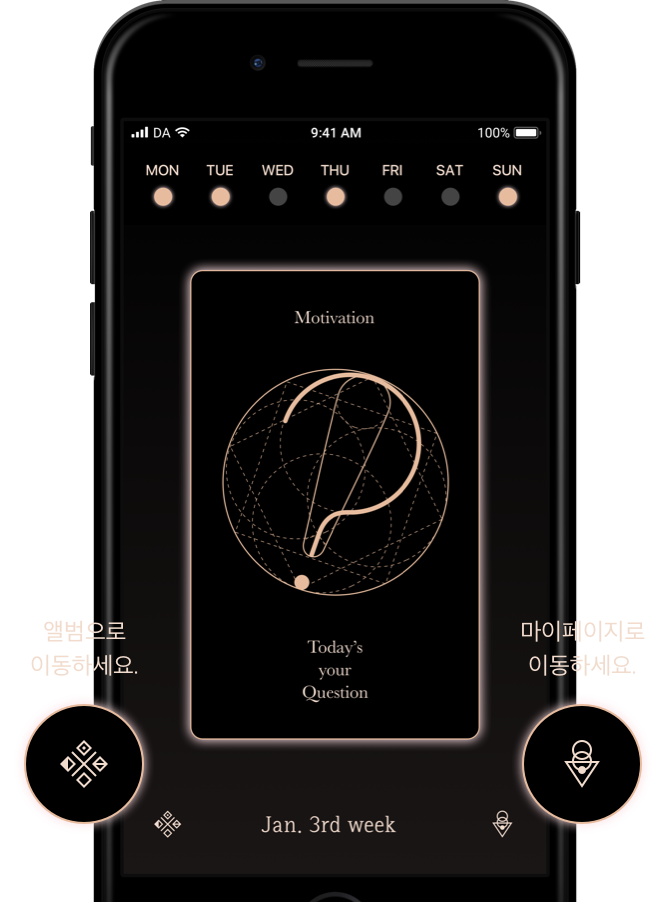 DA 9:41 AM 100%
MON TUE WED THU FRI SAT SUN
Motivation
Today's
your
Question
앨범으로
이동하세요.
마이페이지로
이동하세요.
Jan. 3rd week